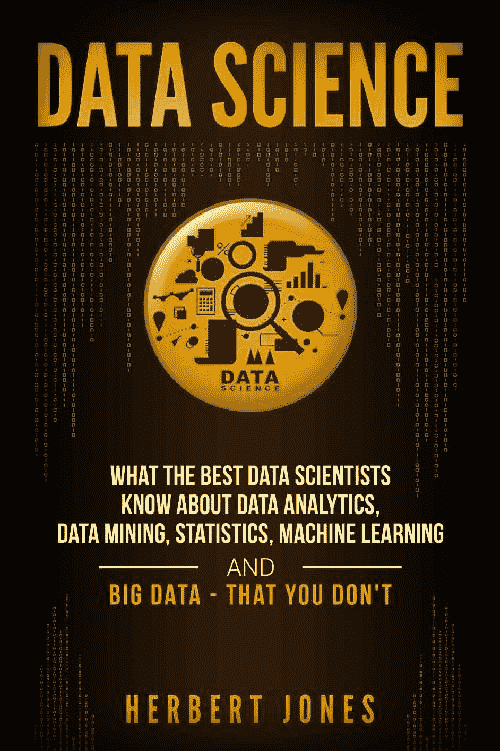 DATA SCIENCE
DATA
SCIENCE
WHAT THE BEST DATA SCIENTISTS
KNOW ABOUT DATA ANALYTICS,
DATA MINING, STATISTICS, MACHINE LEARNING
AND
BIG DATA - THAT YOU DON'T
HERBERT JONES